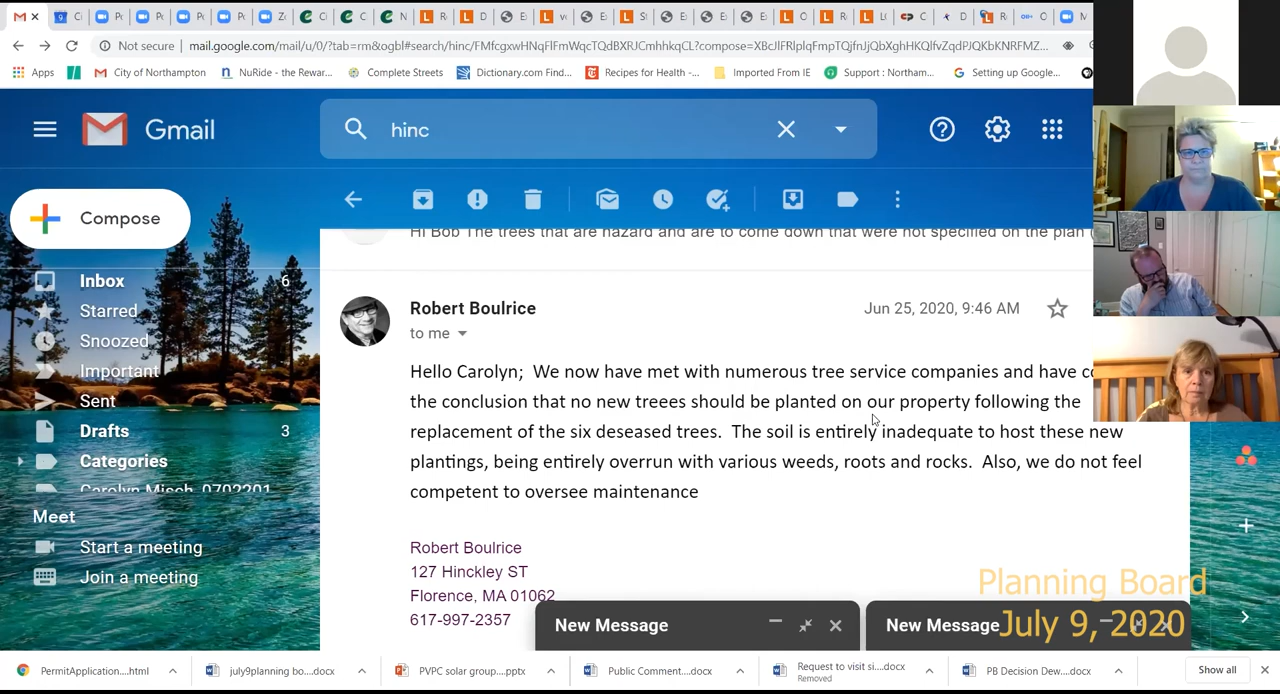 Not secure
mail.google.com/mail/u/0/?tab=rm&ogbl#search/hinc/
Apps
City of Northampton
NuRide - the Rewar...
Complete Streets
Dictionary.com Find...
Recipes for Health -...
Imported From IE
Support : Northam...
Setting up Google...
Gmail
hinc
Compose
Hi Bob The trees that are hazard and are to come down that were not specified on the plan
Inbox 6
Starred
Snoozed
Important
Sent
Drafts 3
Categories
Carolyn Misch 0702201
Meet
Start a meeting
Join a meeting
Robert Boulrice
Jun 25, 2020, 9:46 AM
to me
Hello Carolyn; We now have met with numerous tree service companies and have
the conclusion that no new treees should be planted on our property following the
replacement of the six deseased trees. The soil is entirely inadequate to host these new
plantings, being entirely overrun with various weeds, roots and rocks. Also, we do not feel
competent to oversee maintenance
Robert Boulrice
127 Hinckley ST
Florence, MA 01062
617-997-2357
New Message
New Message
Planning Board
July 9, 2020
PermitApplication....html
july9planning bo....docx
PVPC solar group....pptx
Public Comment....docx
Request to visit si....docx
Removed
PB Decision Dew....docx
Show all